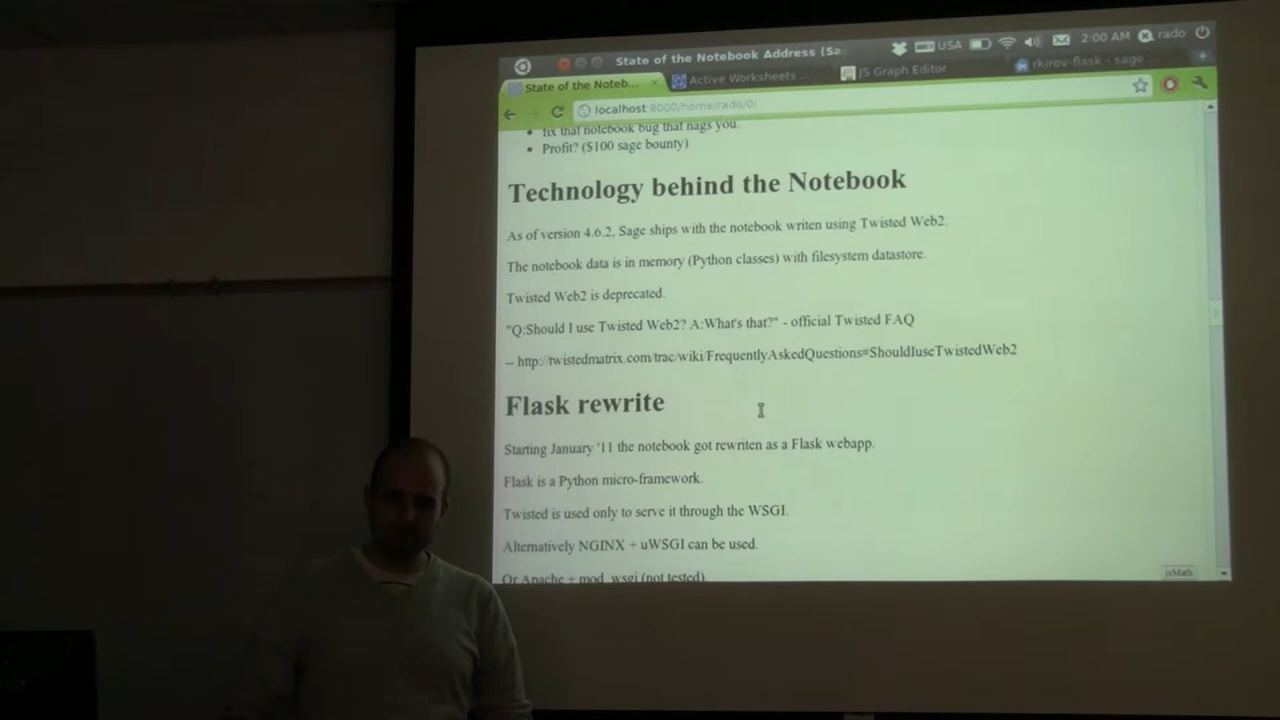 State of the Notebook Address (Sa
USA 2:00 AM rado
State of the Noteb... Active Worksheets JS Graph Editor rkirov-flask - sage
localhost:8000/home/rado/0/
fix that notebook bug that nags you.
Profit? ($100 sage bounty)
Technology behind the Notebook
As of version 4.6.2, Sage ships with the notebook writen using Twisted Web2.
The notebook data is in memory (Python classes) with filesystem datastore.
Twisted Web2 is deprecated.
"Q:Should I use Twisted Web2? A:What's that?" - official Twisted FAQ
-- http://twistedmatrix.com/trac/wiki/FrequentlyAskedQuestions#ShouldIuseTwistedWeb2
Flask rewrite
Starting January '11 the notebook got rewriten as a Flask webapp.
Flask is a Python micro-framework.
Twisted is used only to serve it through the WSGI.
Alternatively NGINX + uWSGI can be used.
Or Apache + mod_wsgi (not tested).
jsMath